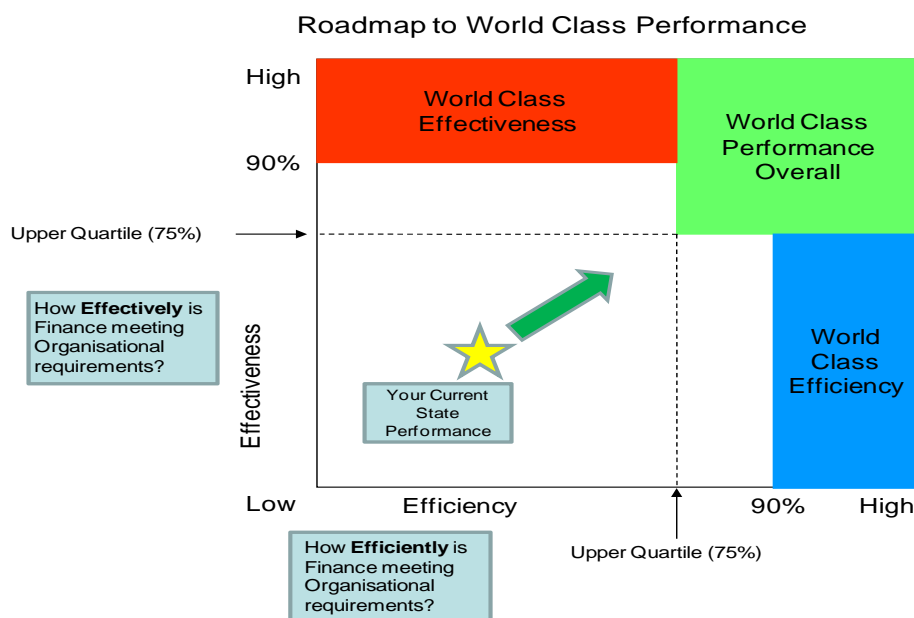 Roadmap to World Class Performance
High
World Class
Effectiveness
World Class
Performance
Overall
90%
Upper Quartile (75%)
How Effectively is
Finance meeting
Organisational
requirements?
Effectiveness
World
Class
Efficiency
Your Current
State
Performance
Low
Efficiency
90%
High
How Efficiently is
Finance meeting
Organisational
requirements?
Upper Quartile (75%)